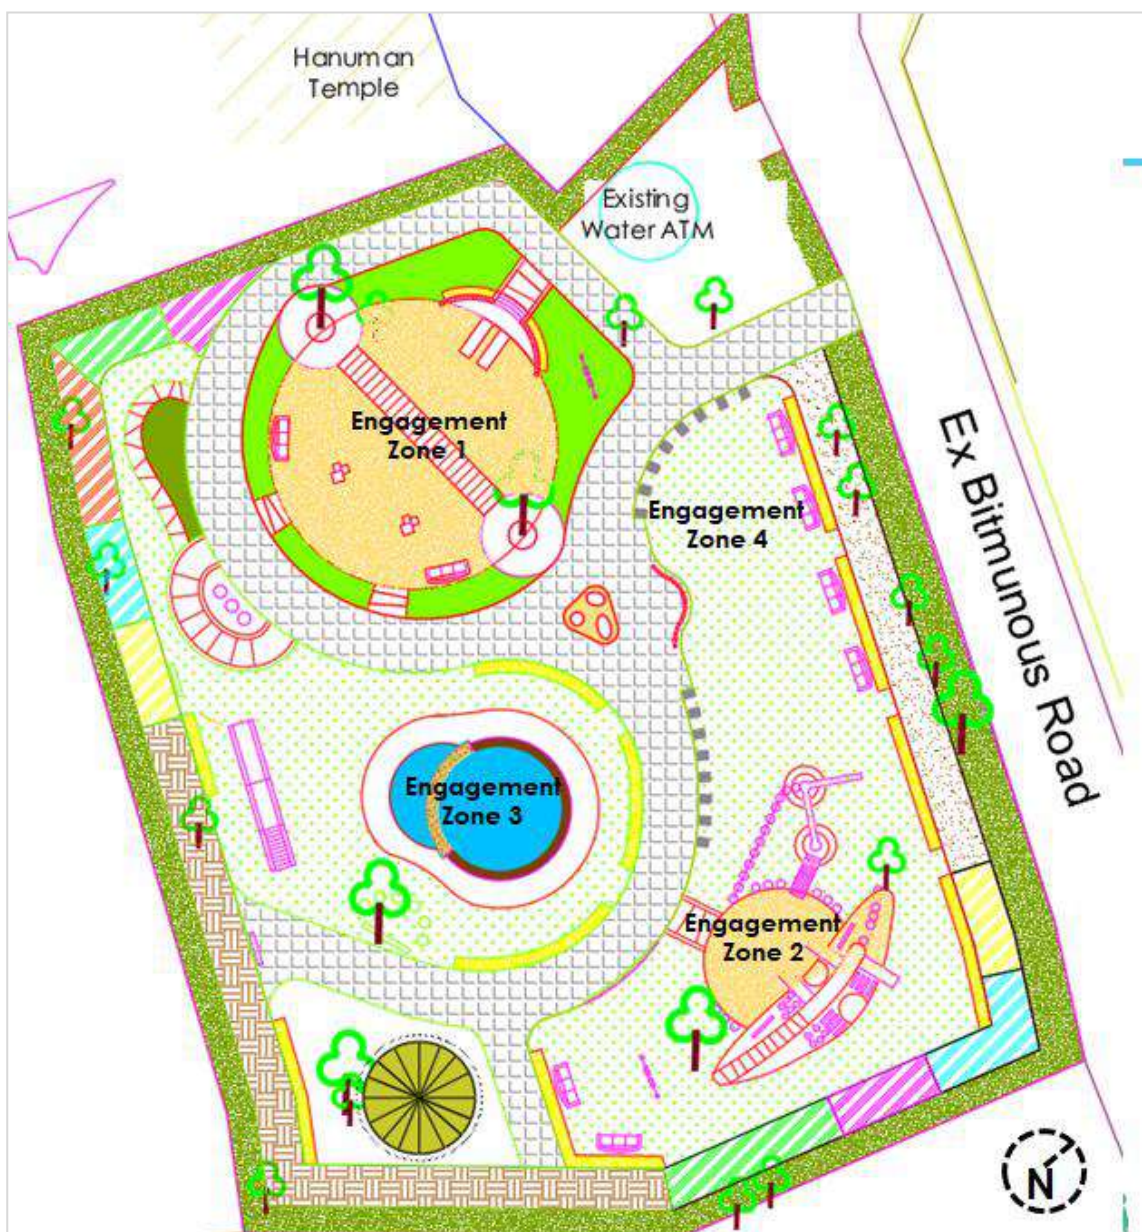 Hanuman
Temple
Existing
Water ATM
Engagement
Zone 1
Engagement
Zone 4
Ex Bitmunous Road
Engagement
Zone 3
Engagement
Zone 2
N